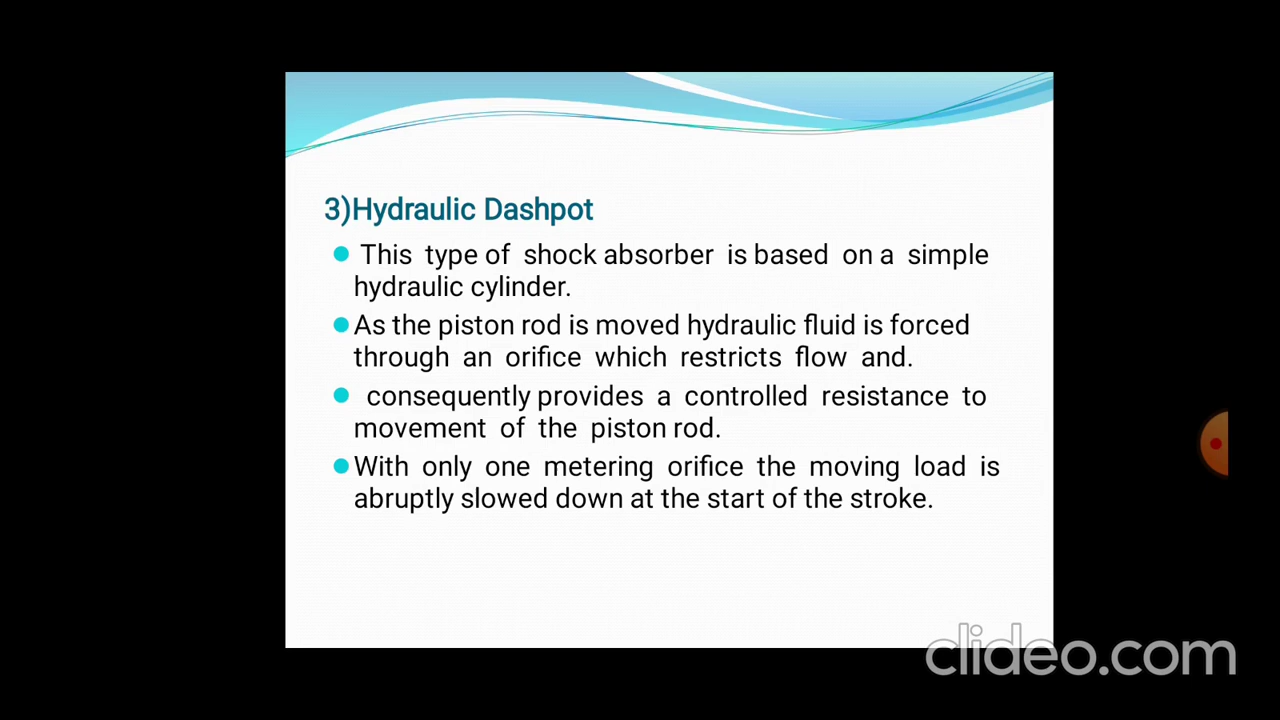 3)Hydraulic Dashpot
This type of shock absorber is based on a simple
hydraulic cylinder.
As the piston rod is moved hydraulic fluid is forced
through an orifice which restricts flow and.
consequently provides a controlled resistance to
movement of the piston rod.
With only one metering orifice the moving load is
abruptly slowed down at the start of the stroke.
clideo.com